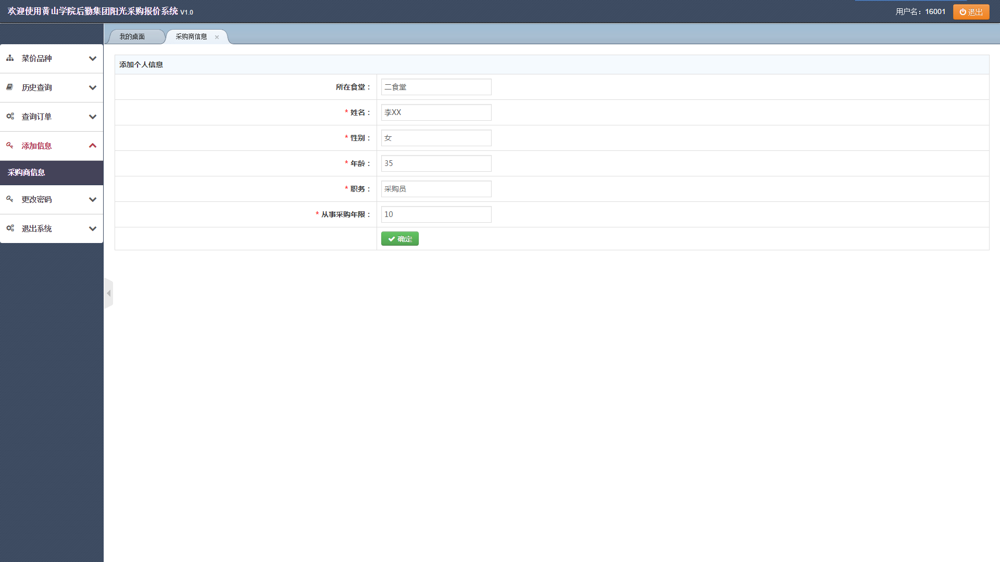 欢迎使用黄山学院后勤集团阳光采购报价系统 V1.0
用户名：16001
退出
我的桌面
采购商信息
菜价品种
历史查询
查询订单
添加信息
采购商信息
更改密码
退出系统
添加个人信息
所在食堂： 二食堂
* 姓名： 李XX
* 性别： 女
* 年龄： 35
* 职务： 采购员
* 从事采购年限： 10
确定